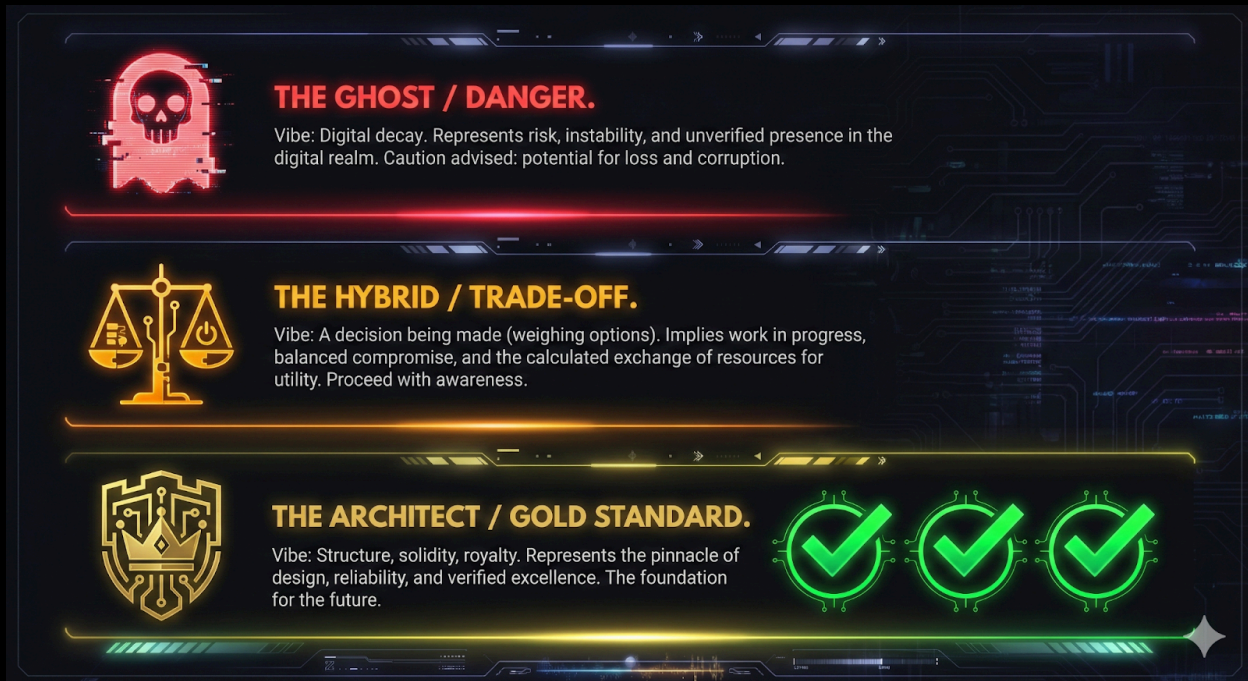 THE GHOST / DANGER.
Vibe: Digital decay. Represents risk, instability, and unverified presence in the
digital realm. Caution advised: potential for loss and corruption.
THE HYBRID / TRADE-OFF.
Vibe: A decision being made (weighing options). Implies work in progress,
balanced compromise, and the calculated exchange of resources for
utility. Proceed with awareness.
THE ARCHITECT / GOLD STANDARD.
Vibe: Structure, solidity, royalty. Represents the pinnacle of
design, reliability, and verified excellence. The foundation
for the future.